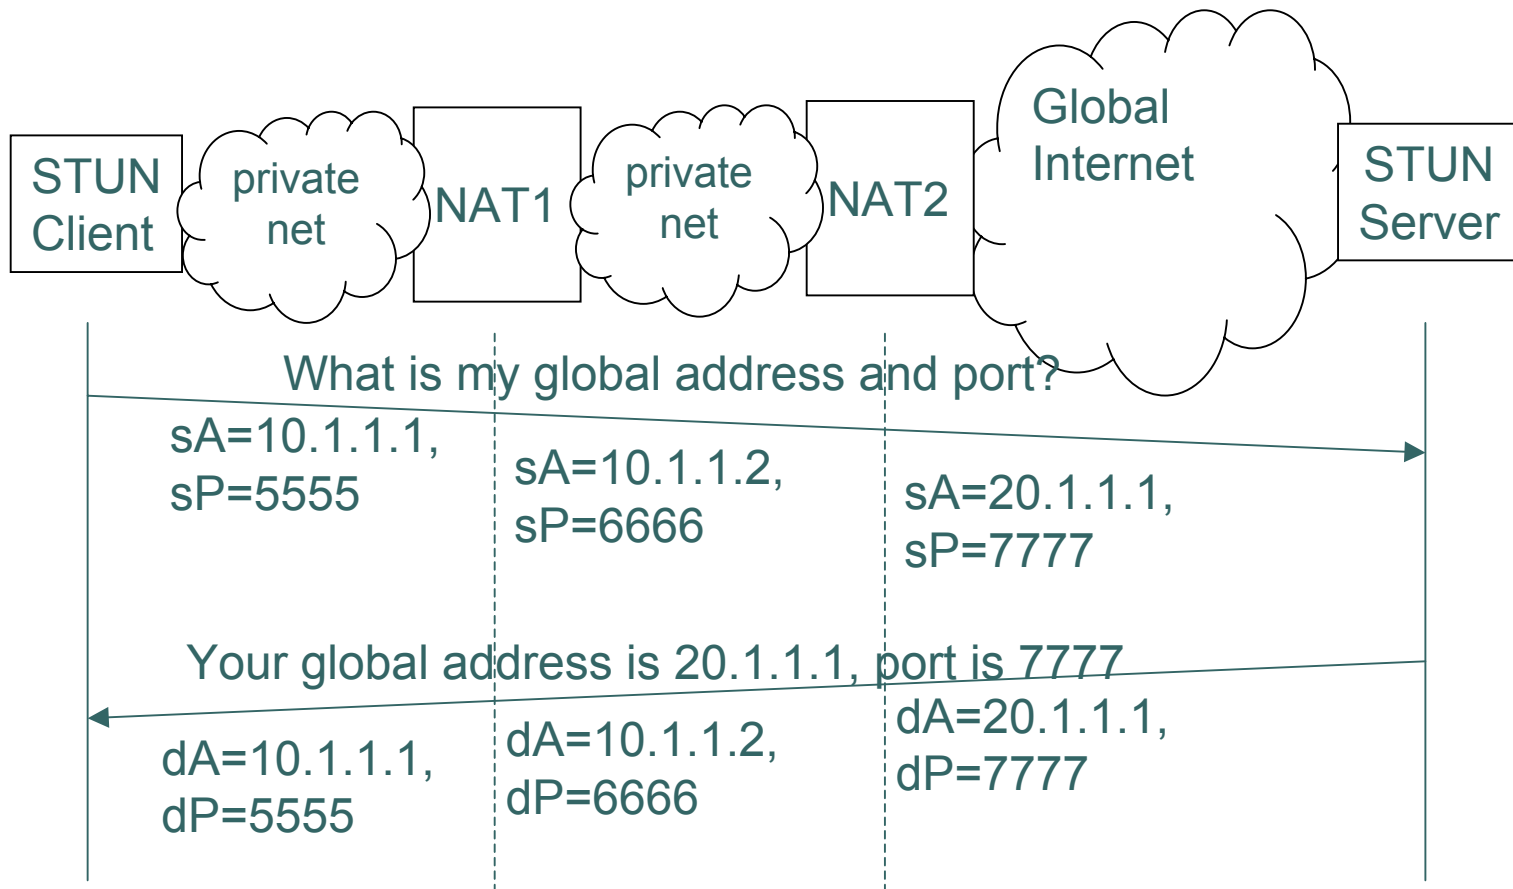 STUN
Client
private
net
NAT1
private
net
NAT2
Global
Internet
STUN
Server
What is my global address and port?
sA=10.1.1.1,
sP=5555
sA=10.1.1.2,
sP=6666
sA=20.1.1.1,
sP=7777
Your global address is 20.1.1.1, port is 7777
dA=10.1.1.1,
dP=5555
dA=10.1.1.2,
dP=6666
dA=20.1.1.1,
dP=7777